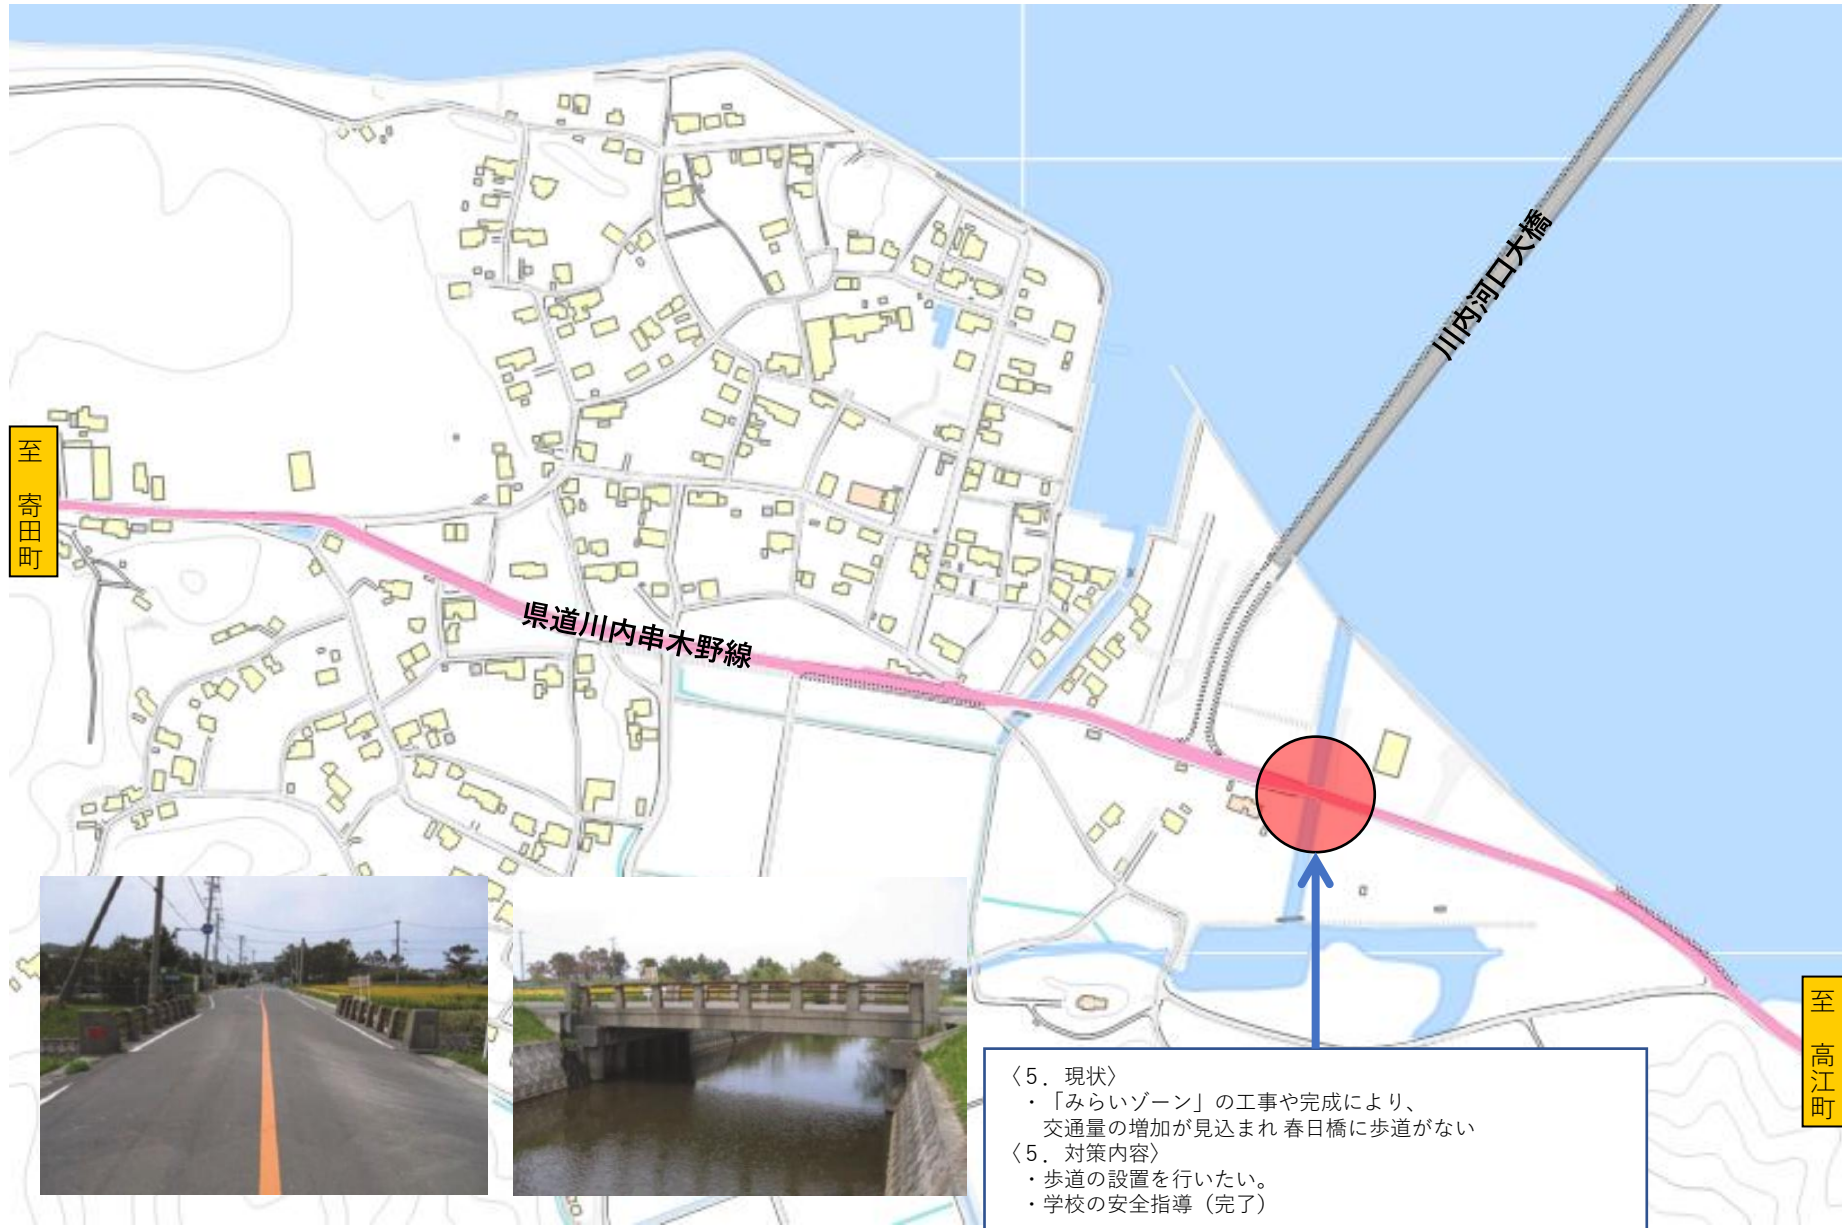 川内河口大橋
至 寄田町
県道川内串木野線
至 高江町
〈5．現状〉
・「みらいゾーン」の工事や完成により、
交通量の増加が見込まれ 春日橋に歩道がない
〈5．対策内容〉
・歩道の設置を行いたい。
・学校の安全指導（完了）